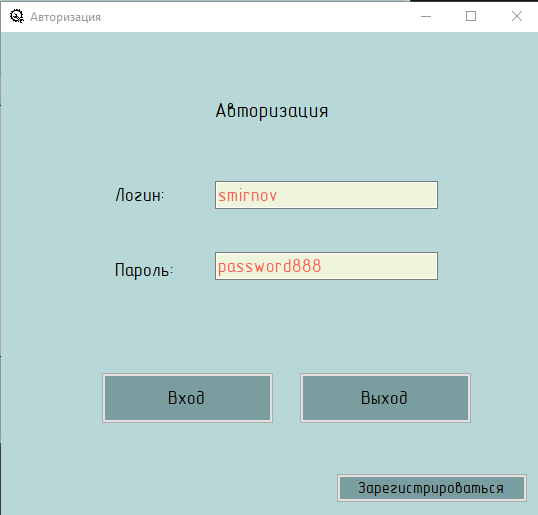 Авторизация
Авторизация
Логин:
smirnov
Пароль:
password888
Вход
Выход
Зарегистрироваться